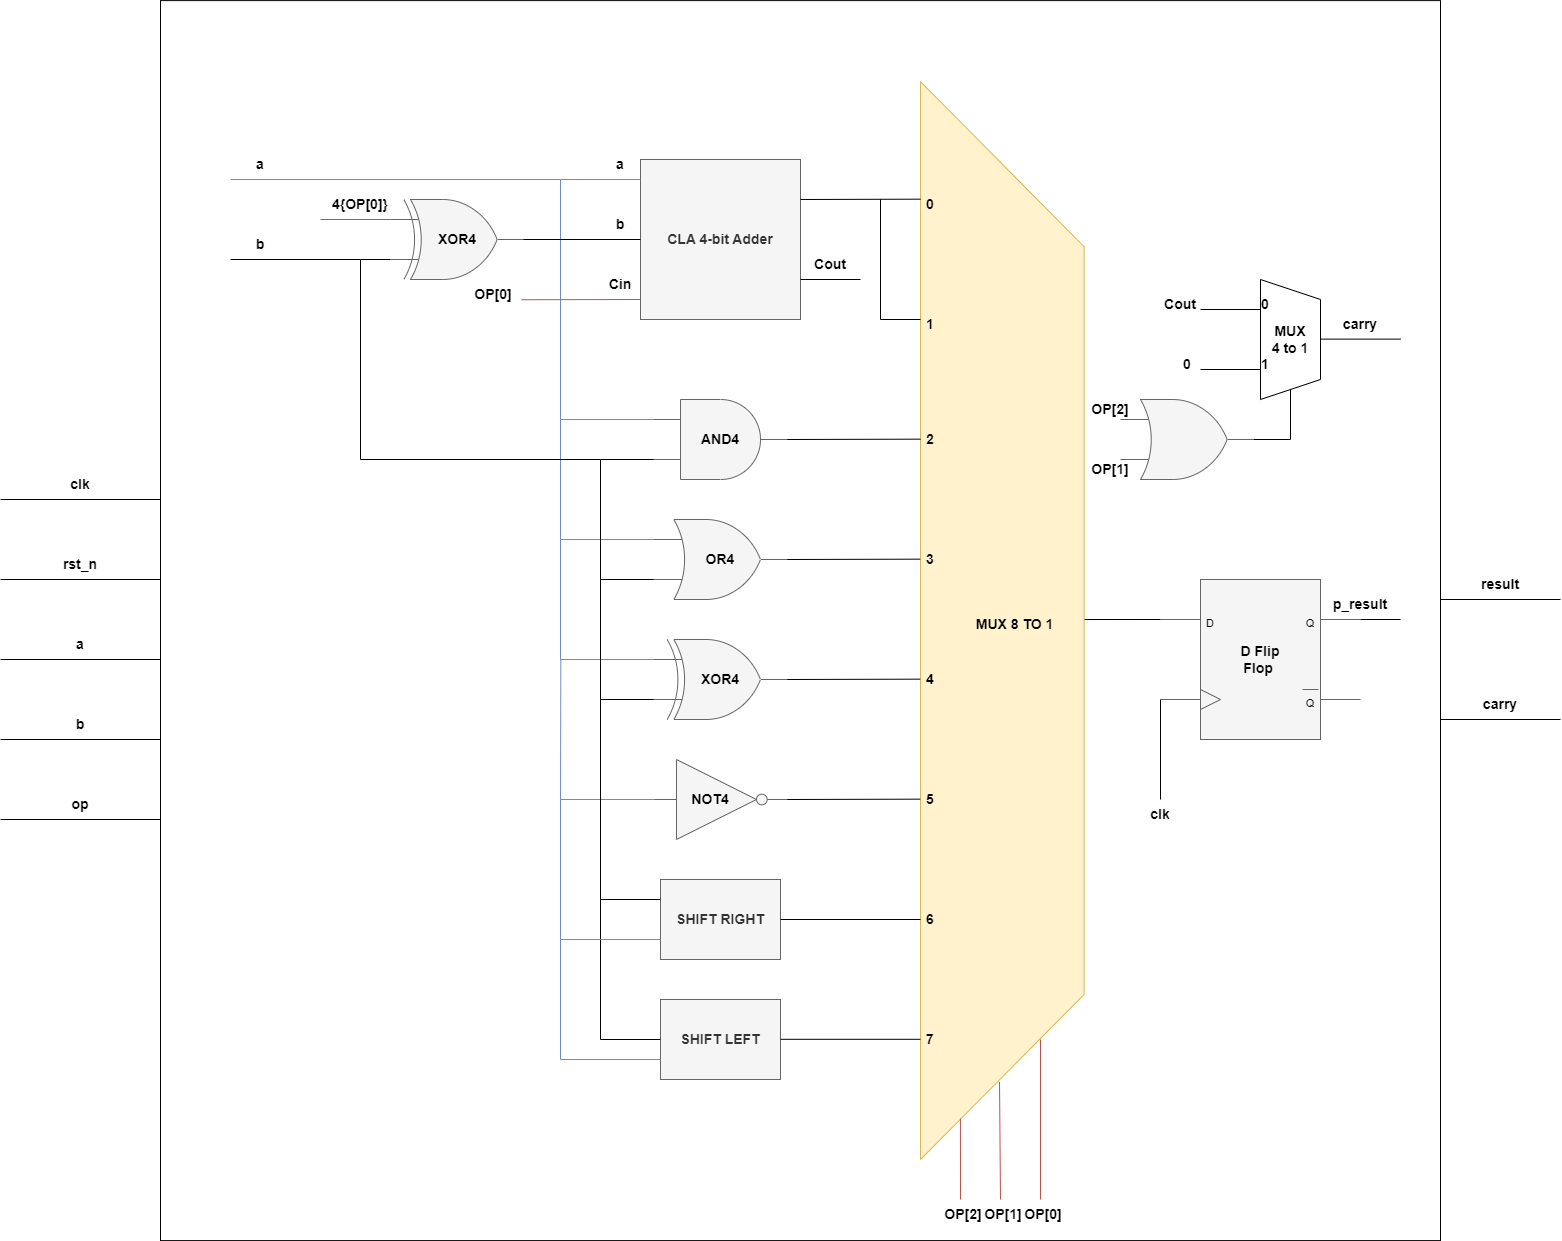 a
a
4{OP[0]}
XOR4
b
b
CLA 4-bit Adder
0
Cout
OP[0]
Cin
1
Cout
0
MUX
4 to 1
carry
0
1
OP[2]
OP[1]
AND4
2
clk
rst_n
a
b
op
OR4
3
XOR4
4
NOT4
5
SHIFT RIGHT
6
SHIFT LEFT
7
MUX 8 TO 1
D
Q
p_result
D Flip
Flop
Q
clk
result
carry
OP[2] OP[1] OP[0]